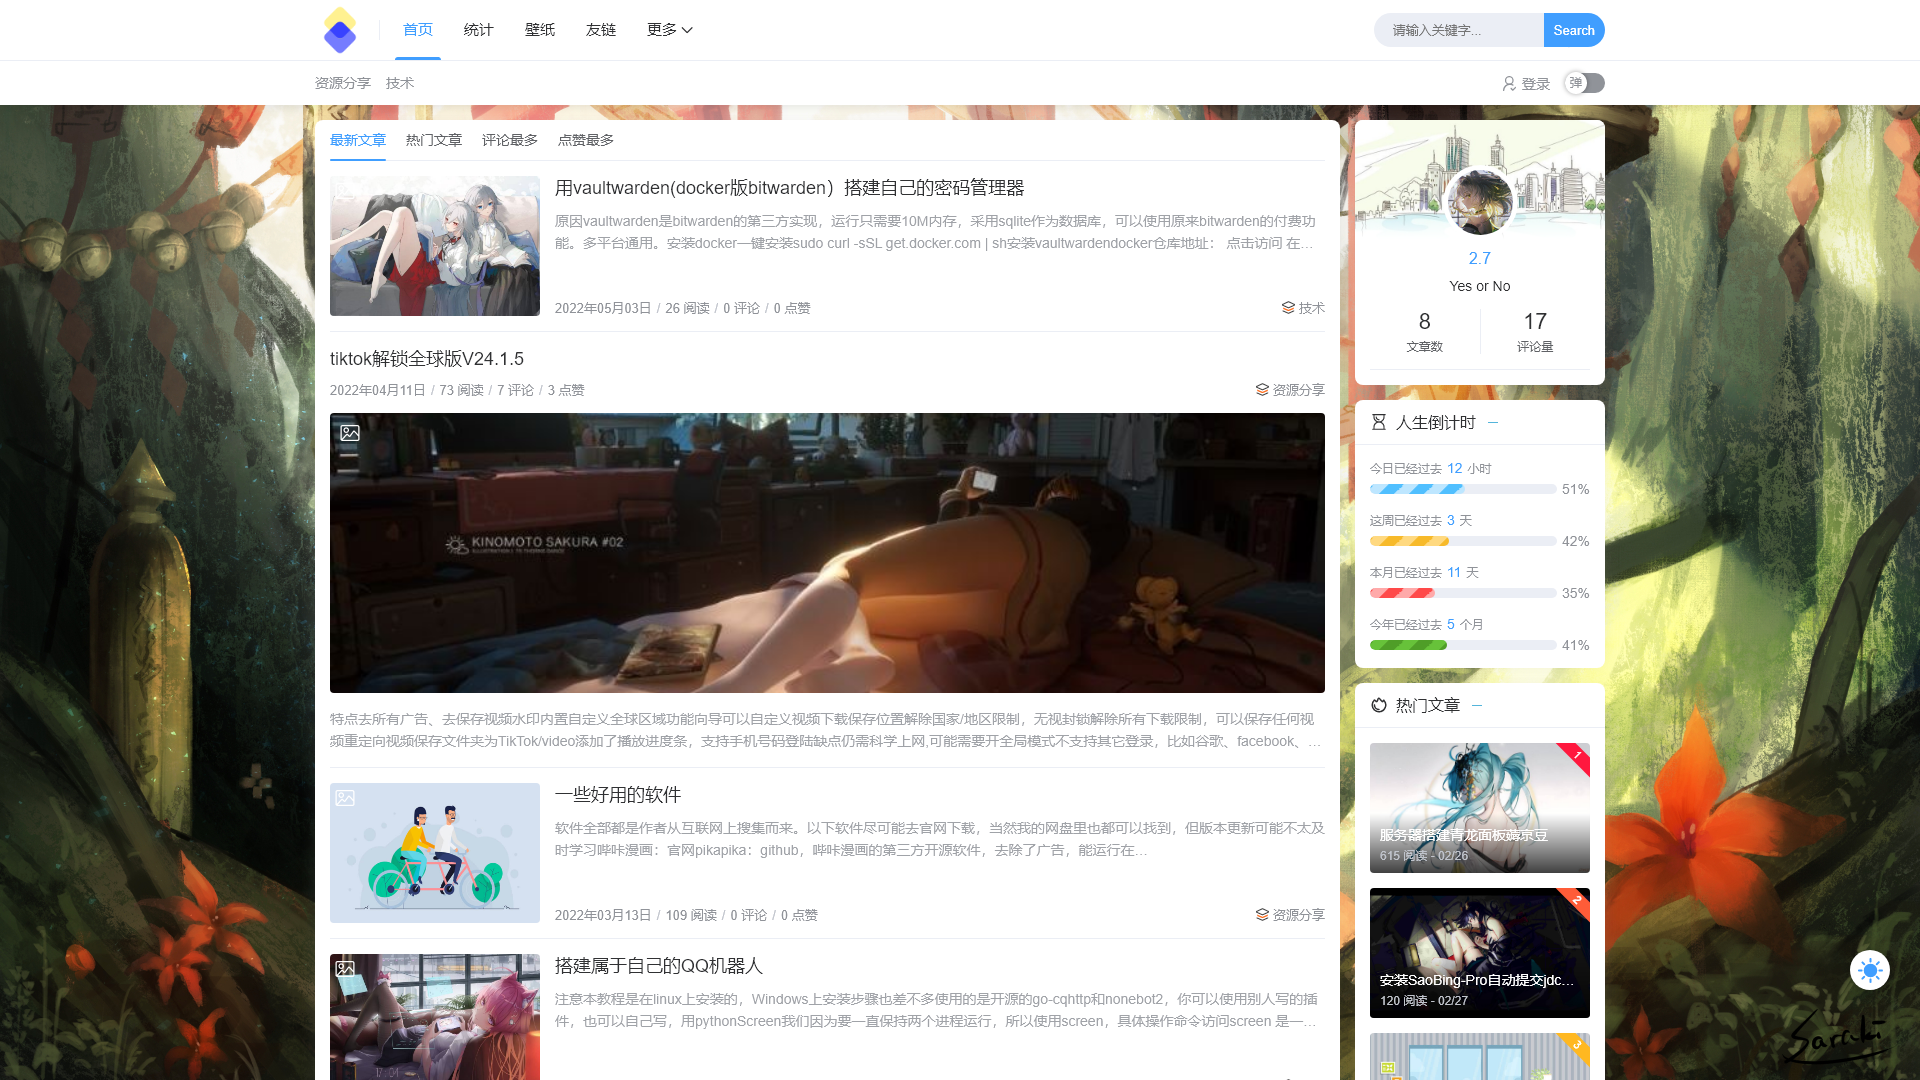 首页 统计 壁纸 友链 更多
请输入关键字... Search
资源分享 技术
登录 弹
最新文章 热门文章 评论最多 点赞最多
用vaultwarden(docker版bitwarden）搭建自己的密码管理器
原因vaultwarden是bitwarden的第三方实现，运行只需要10M内存，采用sqlite作为数据库，可以使用原来bitwarden的付费功
能。多平台通用。安装docker一键安装sudo curl -sSL get.docker.com | sh安装vaultwardendocker仓库地址： 点击访问 在...
2022年05月03日 / 26 阅读 / 0 评论 / 0 点赞
技术
tiktok解锁全球版V24.1.5
2022年04月11日 / 73 阅读 / 7 评论 / 3 点赞
资源分享
KINOMOTO SAKURA #02
特点去所有广告、去保存视频水印内置自定义全球区域功能向导可以自定义视频下载保存位置解除国家/地区限制，无视封锁解除所有下载限制，可以保存任何视
频重定向视频保存文件夹为TikTok/video添加了播放进度条，支持手机号码登陆缺点仍需科学上网,可能需要开全局模式不支持其它登录，比如谷歌、facebook、...
一些好用的软件
软件全部都是作者从互联网上搜集而来。以下软件尽可能去官网下载，当然我的网盘里也都可以找到，但版本更新可能不太及
时学习哔咔漫画：官网pikapika：github，哔咔漫画的第三方开源软件，去除了广告，能运行在...
2022年03月13日 / 109 阅读 / 0 评论 / 0 点赞
资源分享
搭建属于自己的QQ机器人
注意本教程是在linux上安装的，Windows上安装步骤也差不多使用的是开源的go-cqhttp和nonebot2，你可以使用别人写的插
件，也可以自己写，用pythonScreen我们因为要一直保持两个进程运行，所以使用screen，具体操作命令访问screen 是一...
17:04
2.7
Yes or No
8 17
文章数 评论量
人生倒计时
今日已经过去 12 小时
51%
这周已经过去 3 天
42%
本月已经过去 11 天
35%
今年已经过去 5 个月
41%
热门文章
1
服务器搭建青龙面板薅京豆
615 阅读 - 02/26
2
安装SaoBing-Pro自动提交jdc...
120 阅读 - 02/27
3
Saraki